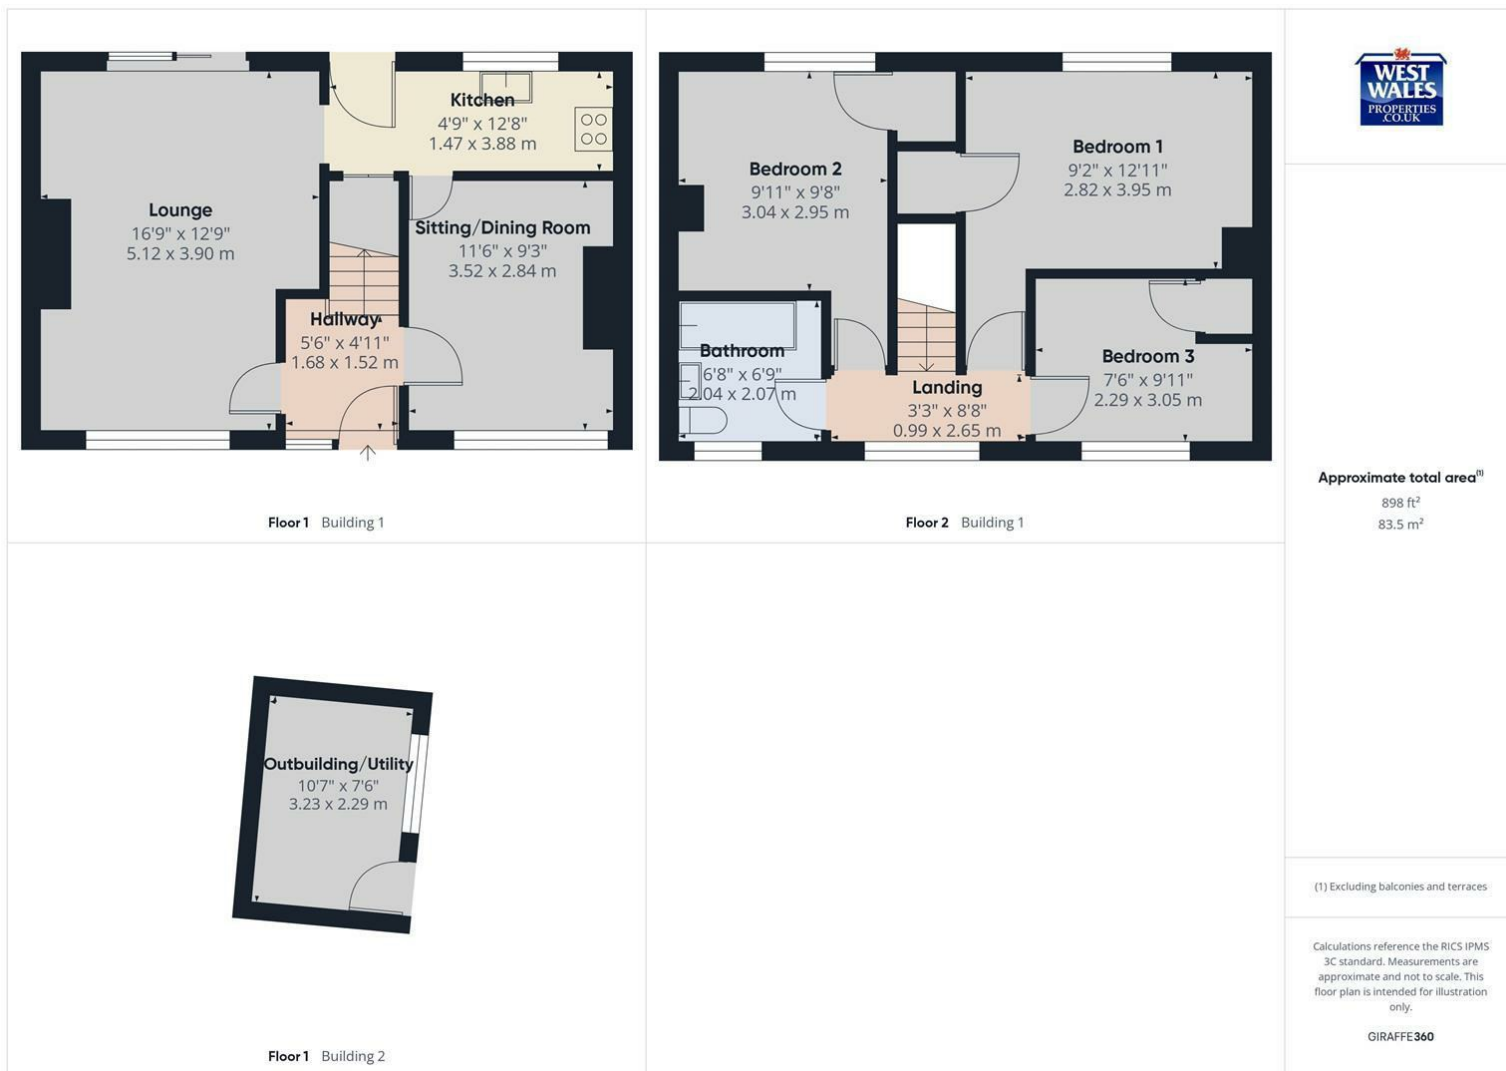 Kitchen
4'9" x 12'8"
1.47 x 3.88 m
Lounge
16'9" x 12'9"
5.12 x 3.90 m
Sitting/Dining Room
11'6" x 9'3"
3.52 x 2.84 m
Hallway
5'6" x 4'11"
1.68 x 1.52 m
Floor 1 Building 1
Bedroom 1
9'2" x 12'11"
2.82 x 3.95 m
Bedroom 2
9'11" x 9'8"
3.04 x 2.95 m
Bathroom
6'8" x 6'9"
2.04 x 2.07 m
Landing
3'3" x 8'8"
0.99 x 2.65 m
Bedroom 3
7'6" x 9'11"
2.29 x 3.05 m
Floor 2 Building 1
Outbuilding/Utility
10'7" x 7'6"
3.23 x 2.29 m
Floor 1 Building 2
WEST
WALES
PROPERTIES
.CO.UK
Approximate total area(1)
898 ft²
83.5 m²
(1) Excluding balconies and terraces
Calculations reference the RICS IPMS
3C standard. Measurements are
approximate and not to scale. This
floor plan is intended for illustration
only.
GIRAFFE360